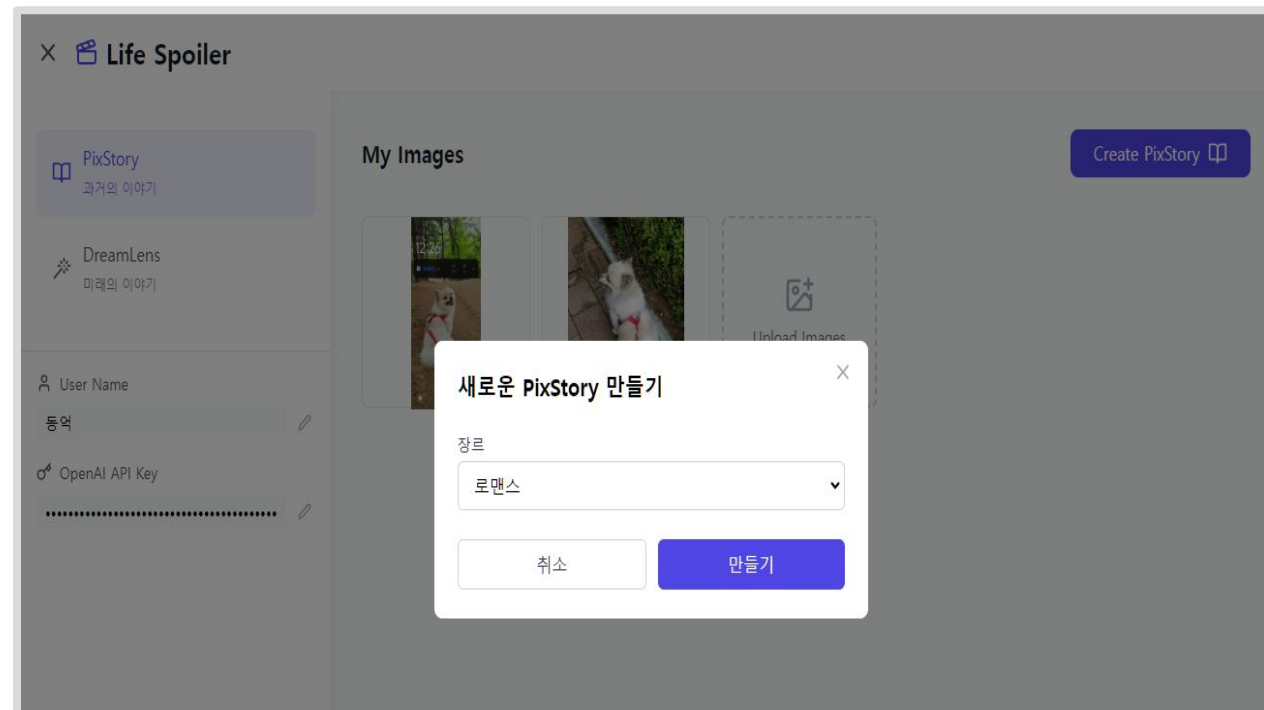 Life Spoiler
PixStory
과거의 이야기
DreamLens
미래의 이야기
User Name
동억
OpenAI API Key
••••••••••••••••••••••••••••••••••••••••
My Images
Create PixStory
12:26
Upload Images
새로운 PixStory 만들기
장르
로맨스
취소
만들기